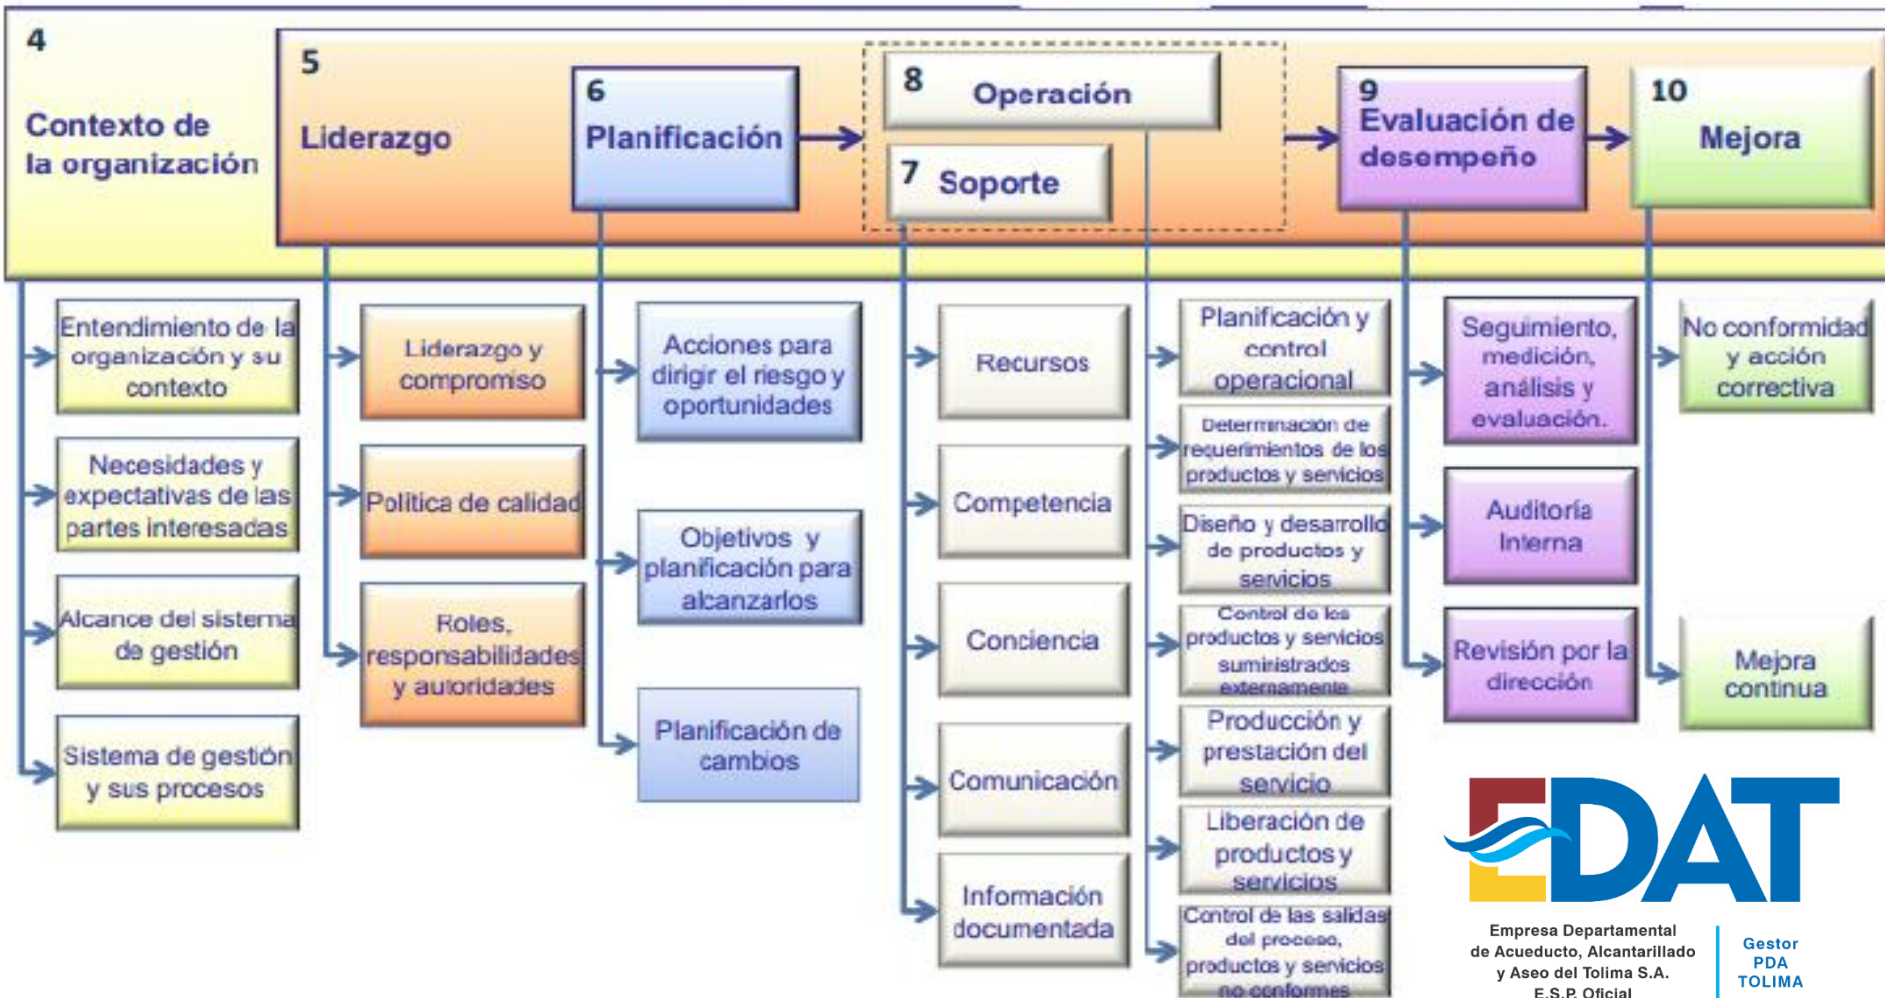 4
Contexto de
la organización
5
Liderazgo
6
Planificación
8
Operación
7
Soporte
9
Evaluación de
desempeño
10
Mejora
Entendimiento de la
organización y su
contexto
Necesidades y
expectativas de las
partes interesadas
Alcance del sistema
de gestión
Sistema de gestión
y sus procesos
Liderazgo y
compromiso
Política de calidad
Roles,
responsabilidades
y autoridades
Acciones para
dirigir el riesgo y
oportunidades
Objetivos y
planificación para
alcanzarlos
Planificación de
cambios
Recursos
Competencia
Conciencia
Comunicación
Información
documentada
Planificación y
control
operacional
Determinación de
requerimientos de los
productos y servicios
Diseño y desarrollo
de productos y
servicios
Control de los
productos y servicios
suministrados
externamente
Producción y
prestación del
servicio
Liberación de
productos y
servicios
Control de las salidas
del proceso,
productos y servicios
no conformes
Seguimiento,
medición,
análisis y
evaluación.
Auditoría
Interna
Revisión por la
dirección
No conformidad
y acción
correctiva
Mejora
continua
EDAT
Empresa Departamental
de Acueducto, Alcantarillado
y Aseo del Tolima S.A.
E.S.P. Oficial
Gestor
PDA
TOLIMA